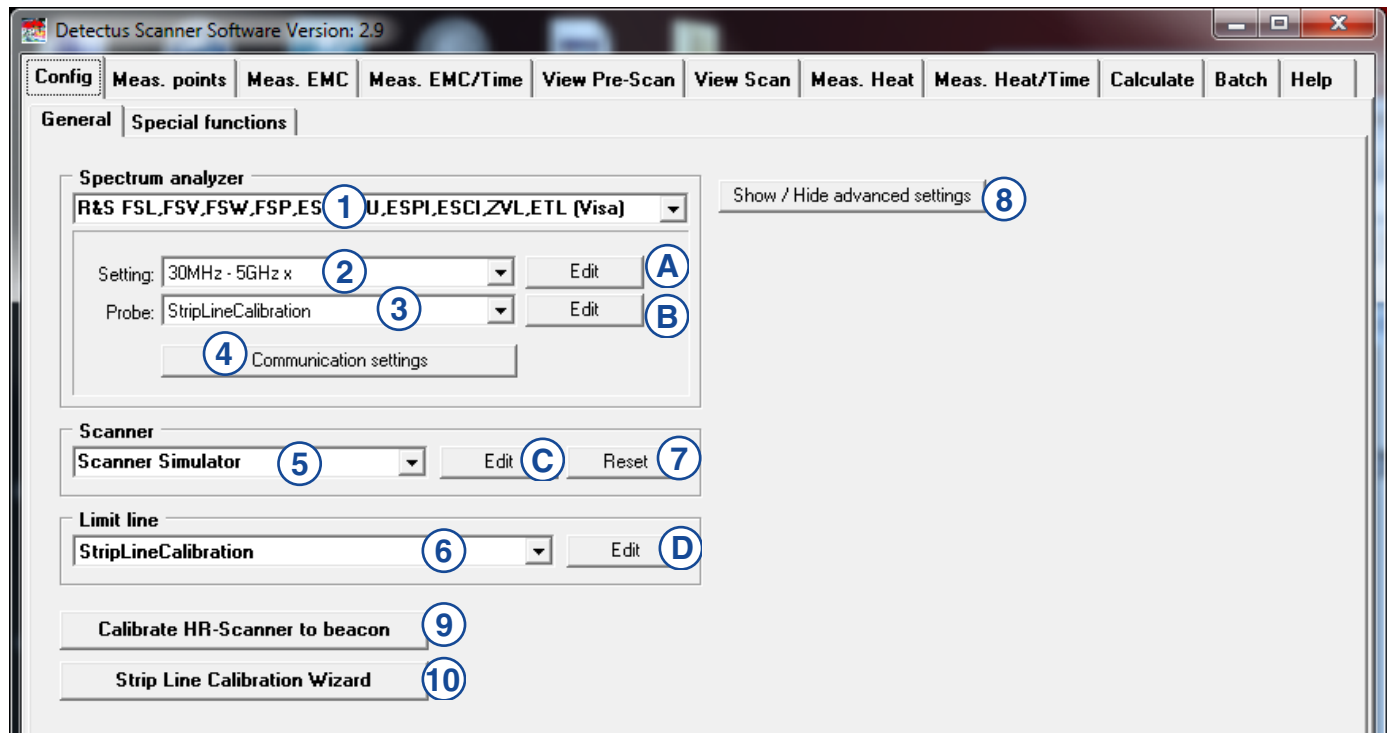 Detectus Scanner Software Version: 2.9
Config Meas. points Meas. EMC Meas. EMC/Time View Pre-Scan View Scan Meas. Heat Meas. Heat/Time Calculate Batch Help
General Special functions
Spectrum analyzer
R&S FSL,FSV,FSW,FSP,ES 1 U,ESPI,ESCI,ZVL,ETL (Visa)
Show / Hide advanced settings 8
Setting: 30MHz - 5GHz x 2 Edit A
Probe: StripLineCalibration 3 Edit B
4 Communication settings
Scanner
Scanner Simulator 5 Edit C Reset 7
Limit line
StripLineCalibration 6 Edit D
Calibrate HR-Scanner to beacon 9
Strip Line Calibration Wizard 10